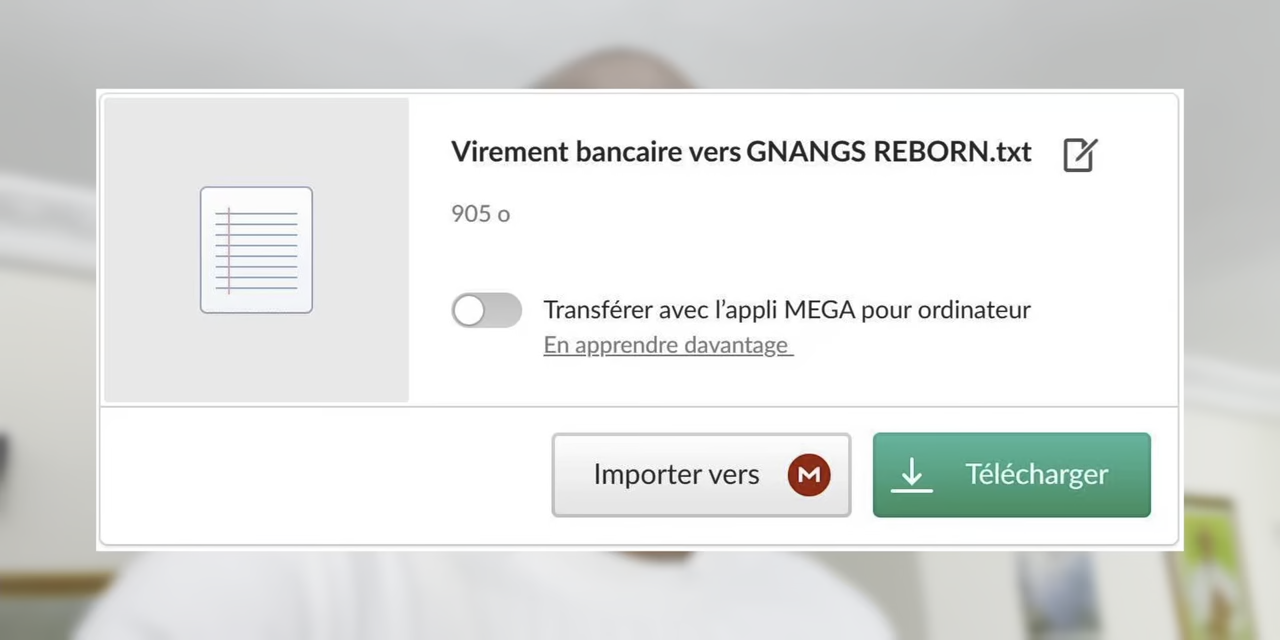 Virement bancaire vers GNANGS REBORN.txt
905 o
Transférer avec l’appli MEGA pour ordinateur
En apprendre davantage
Importer vers M
Télécharger